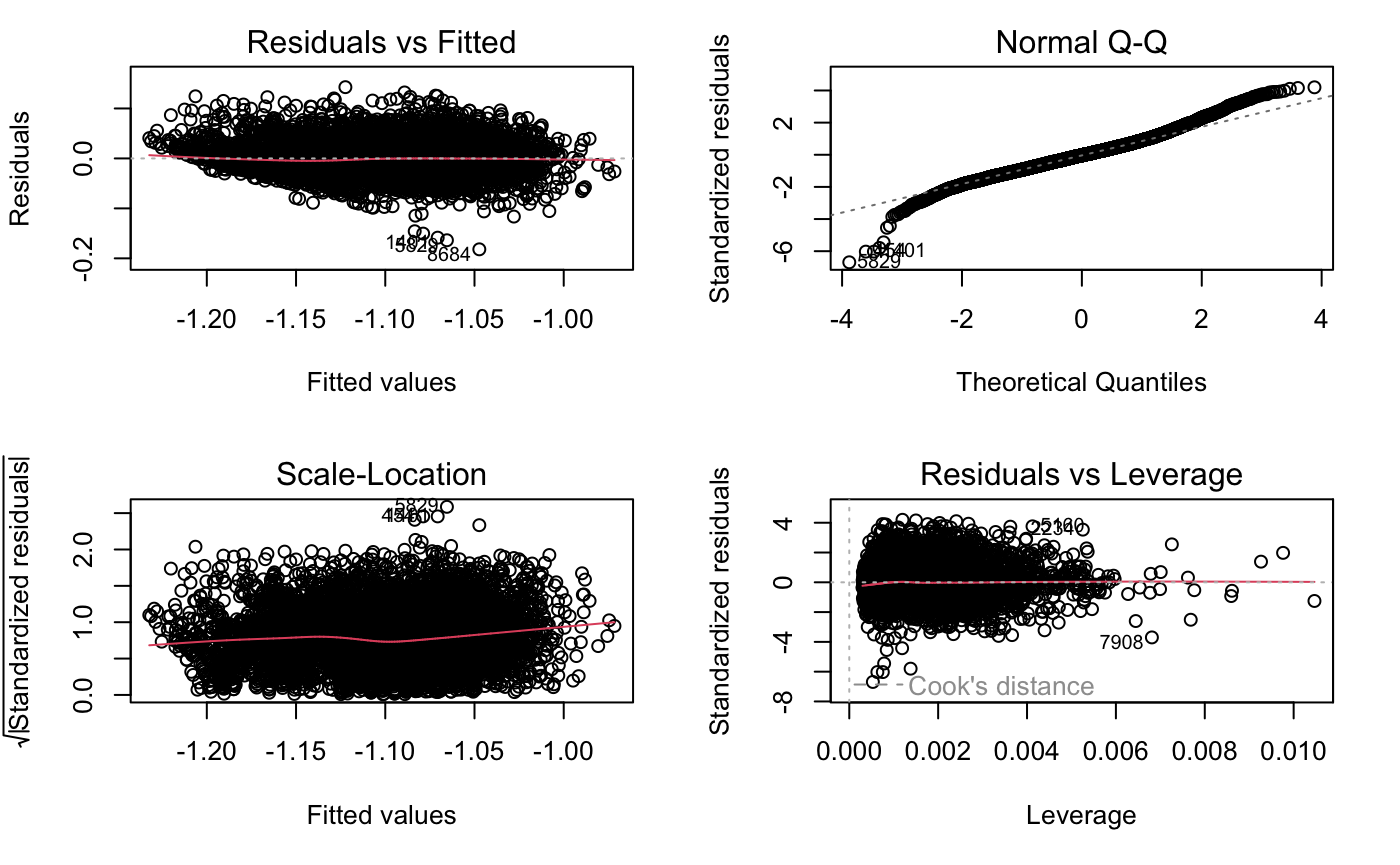 Residuals vs Fitted
Residuals
0.0
-0.2
8684
-1.20 -1.15 -1.10 -1.05 -1.00
Fitted values
Normal Q-Q
Standardized residuals
2
-2
-6
5829
-4 -2 0 2 4
Theoretical Quantiles
Scale-Location
√|Standardized residuals|
2.0
1.0
0.0
5829
-1.20 -1.15 -1.10 -1.05 -1.00
Fitted values
Residuals vs Leverage
Standardized residuals
4
0
-4
-8
7908
Cook's distance
0.000 0.002 0.004 0.006 0.008 0.010
Leverage